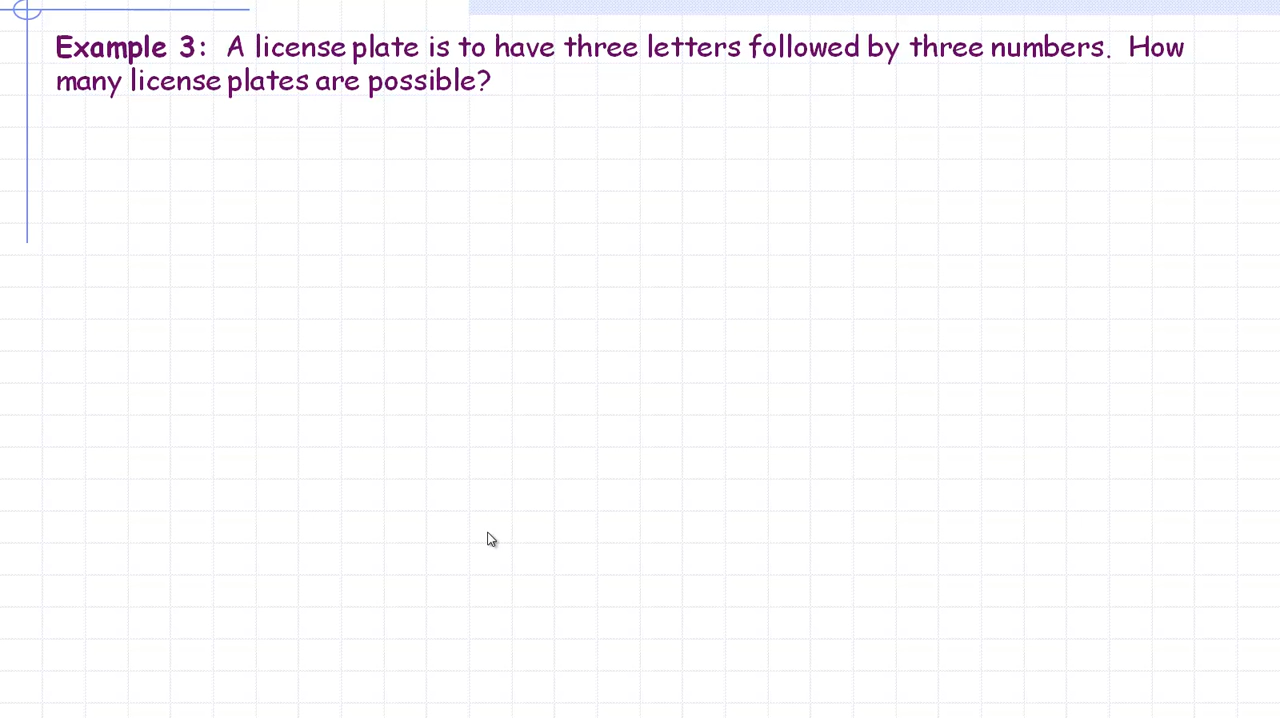 Example 3: A license plate is to have three letters followed by three numbers. How
many license plates are possible?